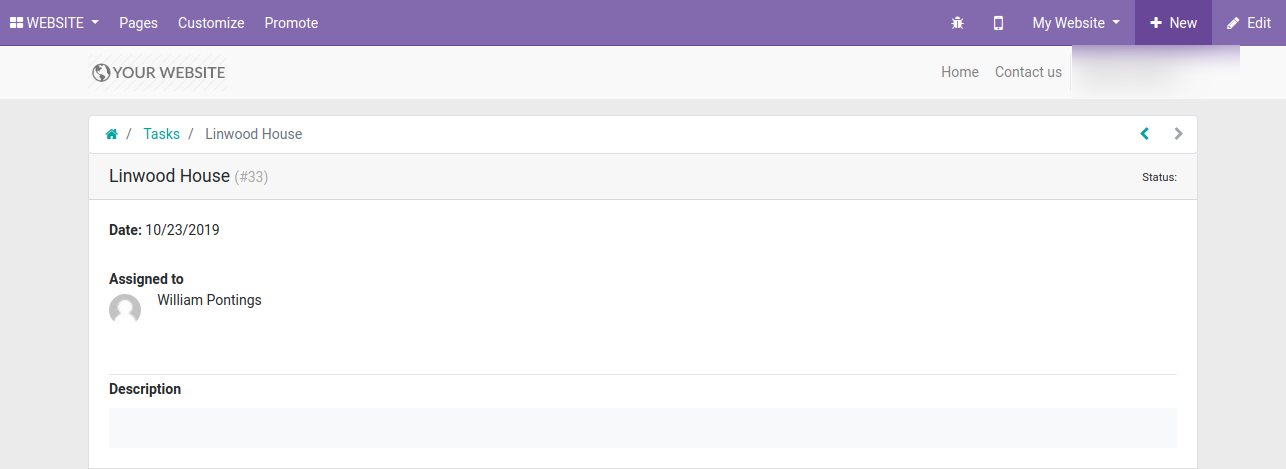 WEBSITE Pages Customize Promote My Website New Edit
YOUR WEBSITE Home Contact us
/ Tasks / Linwood House
Linwood House (#33) Status:
Date: 10/23/2019
Assigned to
William Pontings
Description